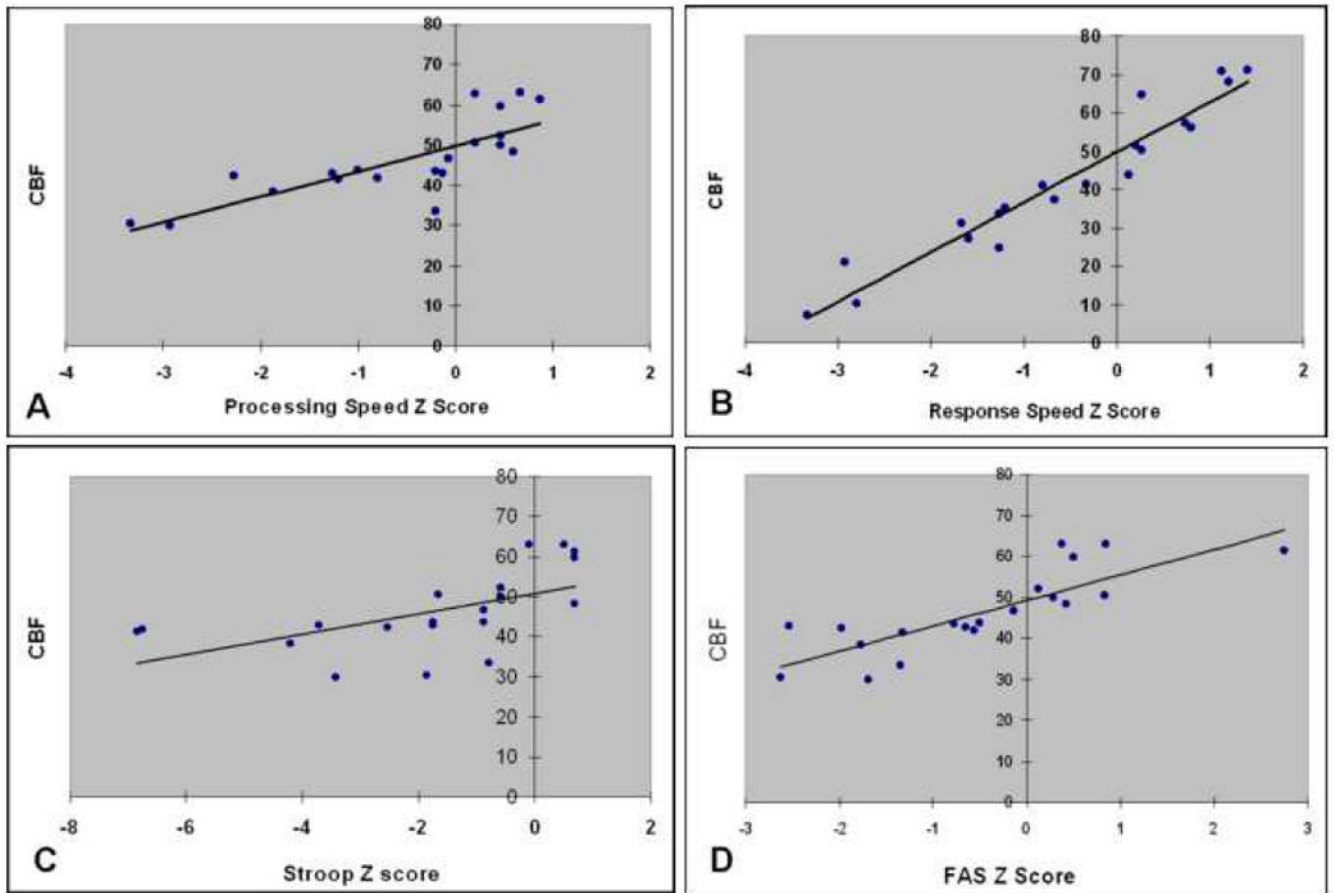 80
70
60
50
40
30
20
10
0
CBF
-4 -3 -2 -1 0 1 2
A
Processing Speed Z Score
80
70
60
50
40
30
20
10
0
CBF
-4 -3 -2 -1 0 1 2
B
Response Speed Z Score
80
70
60
50
40
30
20
10
0
CBF
-8 -6 -4 -2 0 2
C
Stroop Z score
80
70
60
50
40
30
20
10
0
CBF
-3 -2 -1 0 1 2 3
D
FAS Z Score